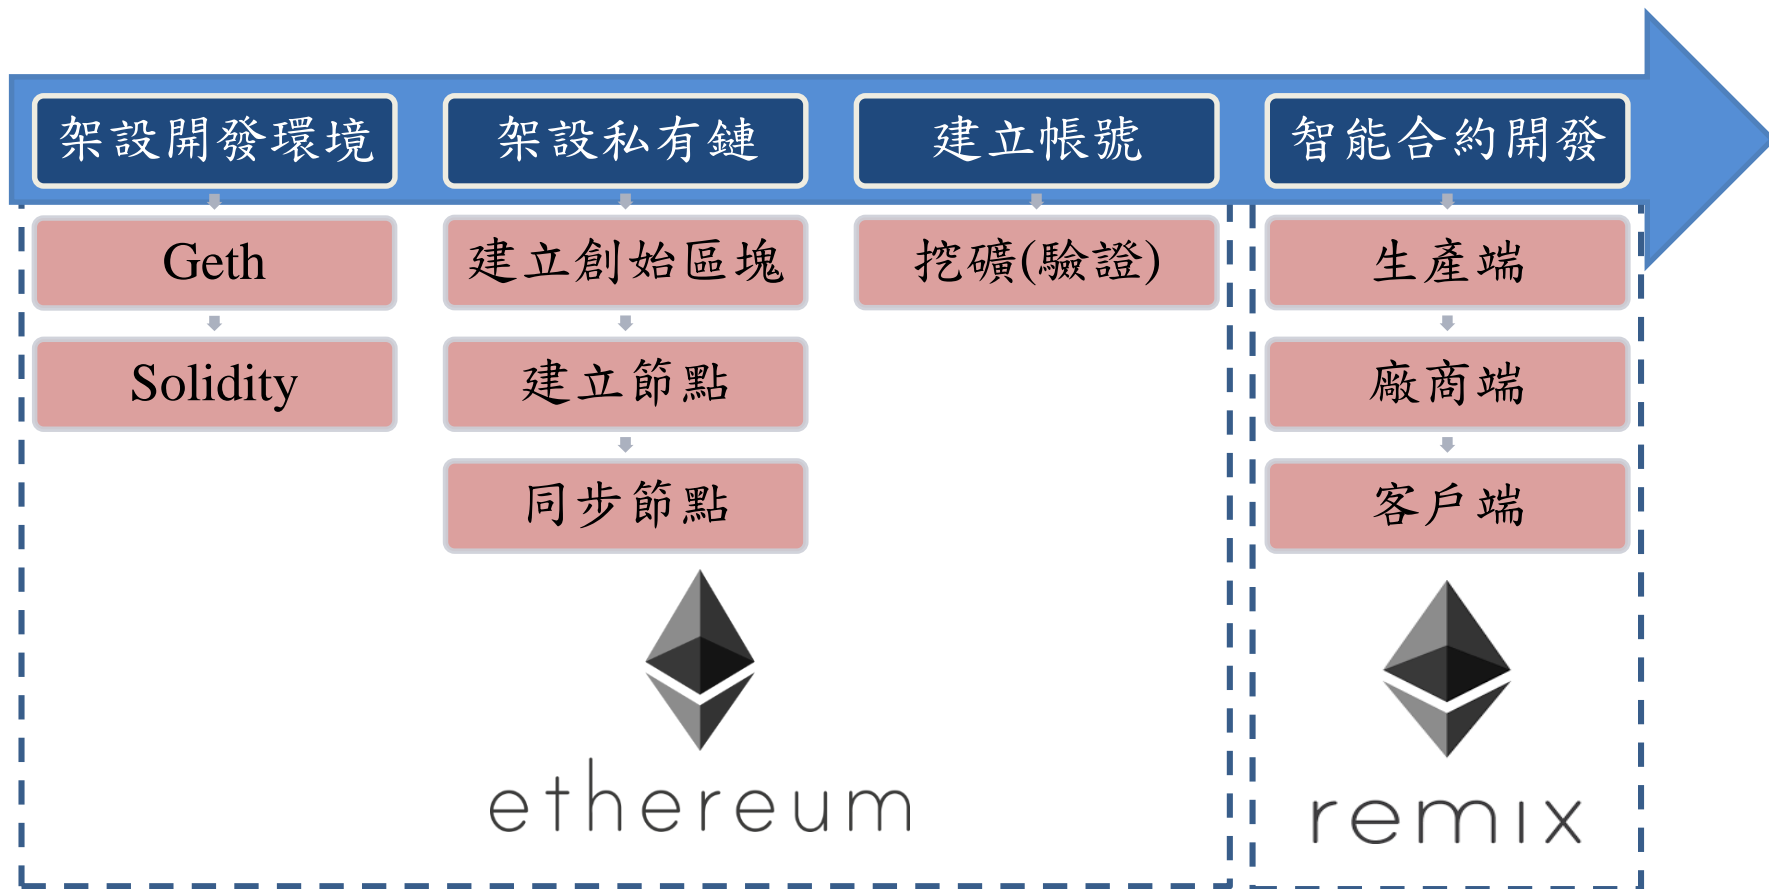 架設開發環境
Geth
Solidity
架設私有鏈
建立創始區塊
建立節點
同步節點
建立帳號
挖礦(驗證)
智能合約開發
生產端
廠商端
客戶端
ethereum
remix